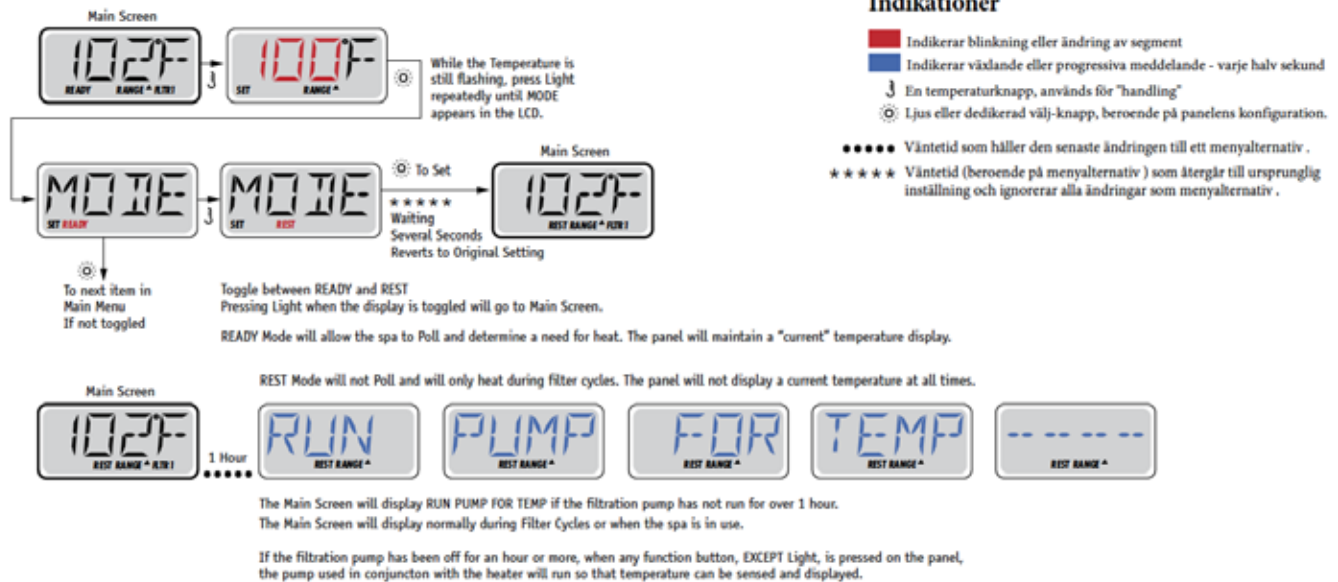 Indikationer
Indikerar blinkning eller ändring av segment
Indikerar växlande eller progressiva meddelande - varje halv sekund
En temperaturknapp, används för "handling"
Ljus eller dedikerad välj-knapp, beroende på panelens konfiguration.
Väntetid som håller den senaste ändringen till ett menyalternativ .
***** Väntetid (beroende på menyalternativ ) som återgår till ursprunglig
inställning och ignorerar alla ändringar som menyalternativ .
Main Screen
102°F
READY RANGE FLTR1
100°F
SET RANGE
While the Temperature is
still flashing, press Light
repeatedly until MODE
appears in the LCD.
MODE
SET READY
MODE
SET REST
To Set
*****
Waiting
Several Seconds
Reverts to Original Setting
Main Screen
102°F
REST RANGE FLTR1
To next item in
Main Menu
If not toggled
Toggle between READY and REST
Pressing Light when the display is toggled will go to Main Screen.
READY Mode will allow the spa to Poll and determine a need for heat. The panel will maintain a "current" temperature display.
REST Mode will not Poll and will only heat during filter cycles. The panel will not display a current temperature at all times.
Main Screen
102°F
REST RANGE FLTR1
1 Hour
RUN
REST RANGE
PUMP
REST RANGE
FOR
REST RANGE
TEMP
REST RANGE
-- -- -- --
REST RANGE
The Main Screen will display RUN PUMP FOR TEMP if the filtration pump has not run for over 1 hour.
The Main Screen will display normally during Filter Cycles or when the spa is in use.
If the filtration pump has been off for an hour or more, when any function button, EXCEPT Light, is pressed on the panel,
the pump used in conjuncton with the heater will run so that temperature can be sensed and displayed.